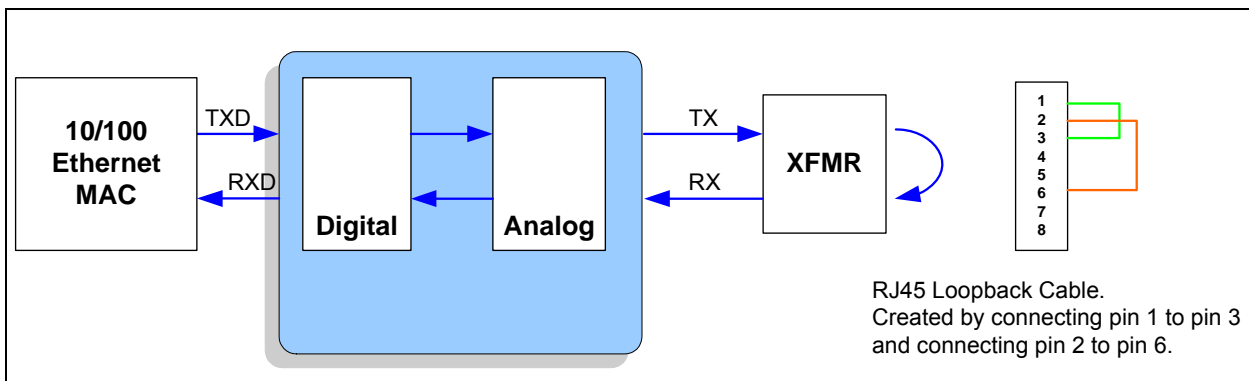 10/100
Ethernet
MAC
TXD
RXD
Digital
Analog
TX
RX
XFMR
1
2
3
4
5
6
7
8
RJ45 Loopback Cable.
Created by connecting pin 1 to pin 3
and connecting pin 2 to pin 6.